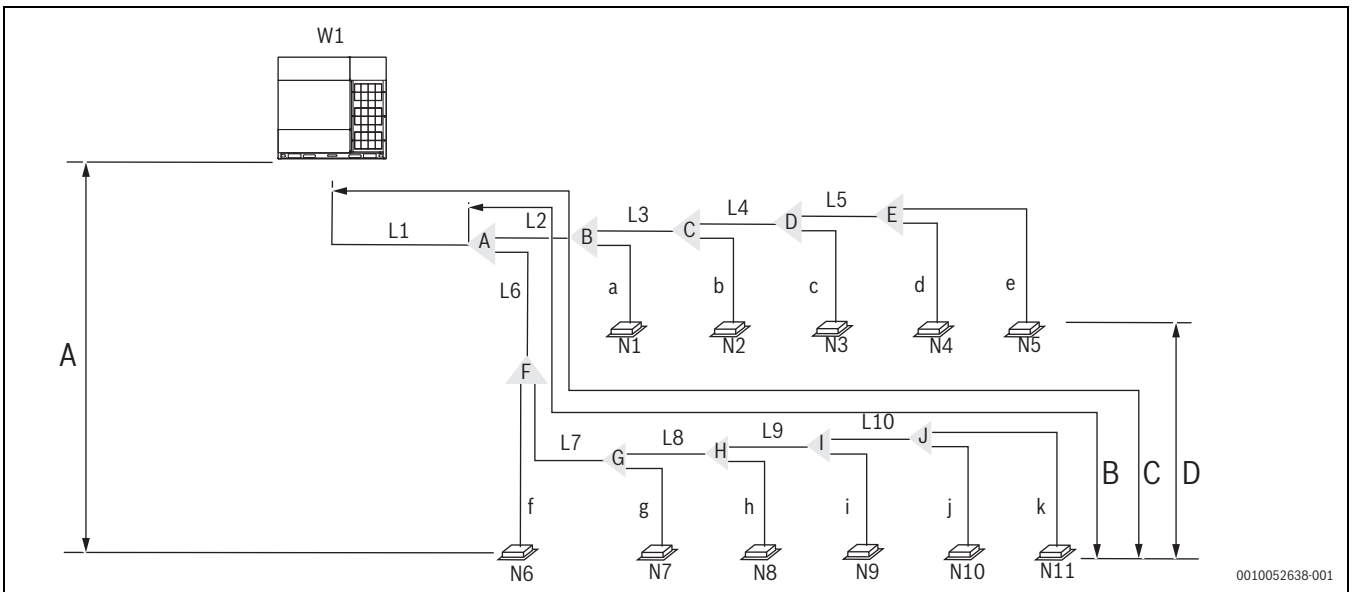 W1
L1
L2
L3
L4
L5
A
B
C
D
E
a
b
c
d
e
L6
N1
N2
N3
N4
N5
A
F
L7
L8
L9
L10
G
H
I
J
B
C
D
f
g
h
i
j
k
N6
N7
N8
N9
N10
N11
0010052638-001